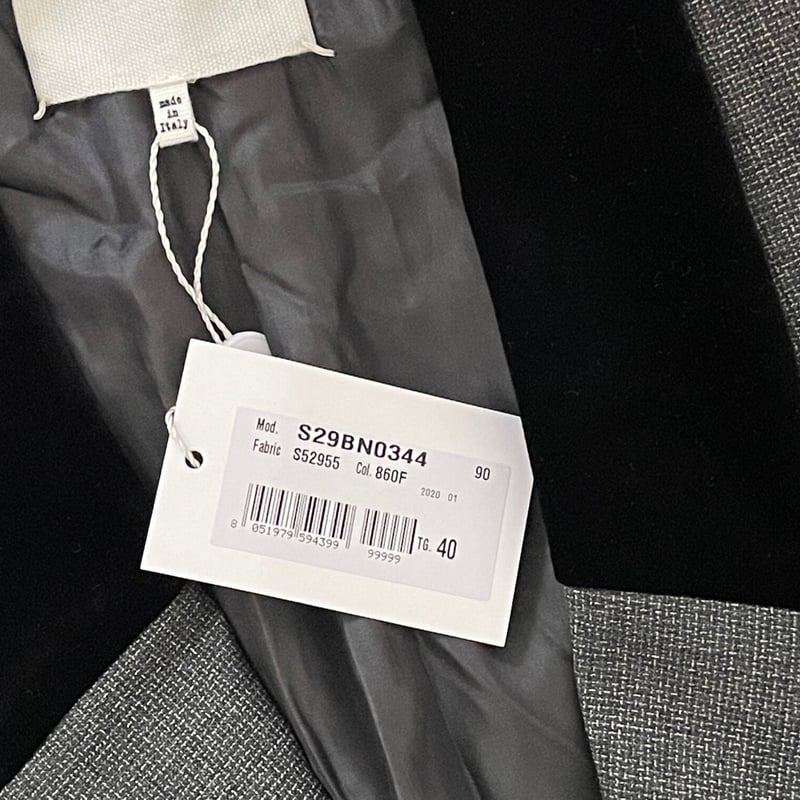 made
in
Italy
Mod. S29BN0344 90
Fabric S52955 Col. 860F
2020 01
8 051979 594399 99999
TG. 40